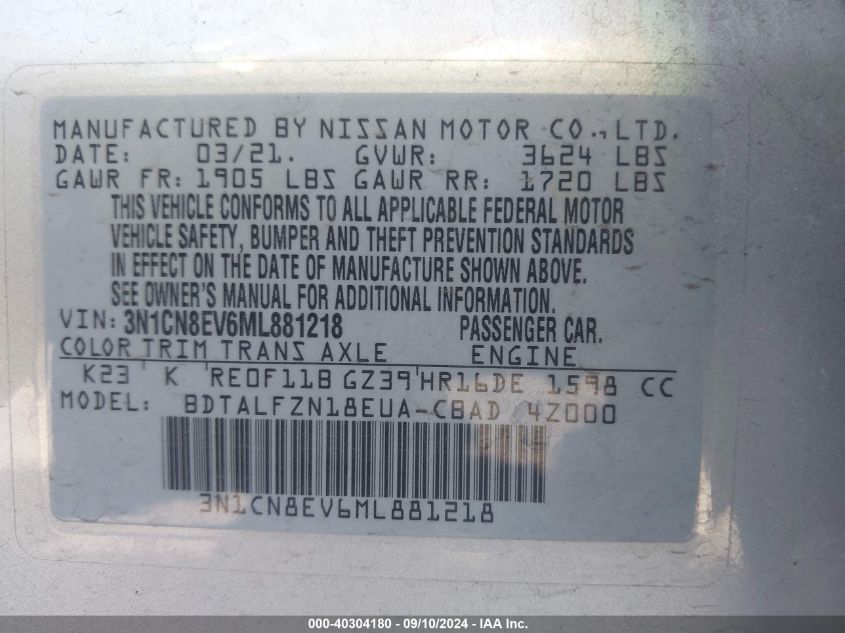 MANUFACTURED BY NISSAN MOTOR CO., LTD.
DATE: 03/21. GVWR: 3624 LBS
GAWR FR: 1905 LBS GAWR RR: 1720 LBS
THIS VEHICLE CONFORMS TO ALL APPLICABLE FEDERAL MOTOR
VEHICLE SAFETY, BUMPER AND THEFT PREVENTION STANDARDS
IN EFFECT ON THE DATE OF MANUFACTURE SHOWN ABOVE.
SEE OWNER'S MANUAL FOR ADDITIONAL INFORMATION.
VIN: 3N1CN8EV6ML881218 PASSENGER CAR.
COLOR TRIM TRANS AXLE ENGINE
K23 K RE0F11B GZ39 HR16DE 1598 CC
MODEL: BDTALFZN18EUA-CBAD 4Z000
3N1CN8EV6ML881218
000-40304180 - 09/10/2024 - IAA Inc.